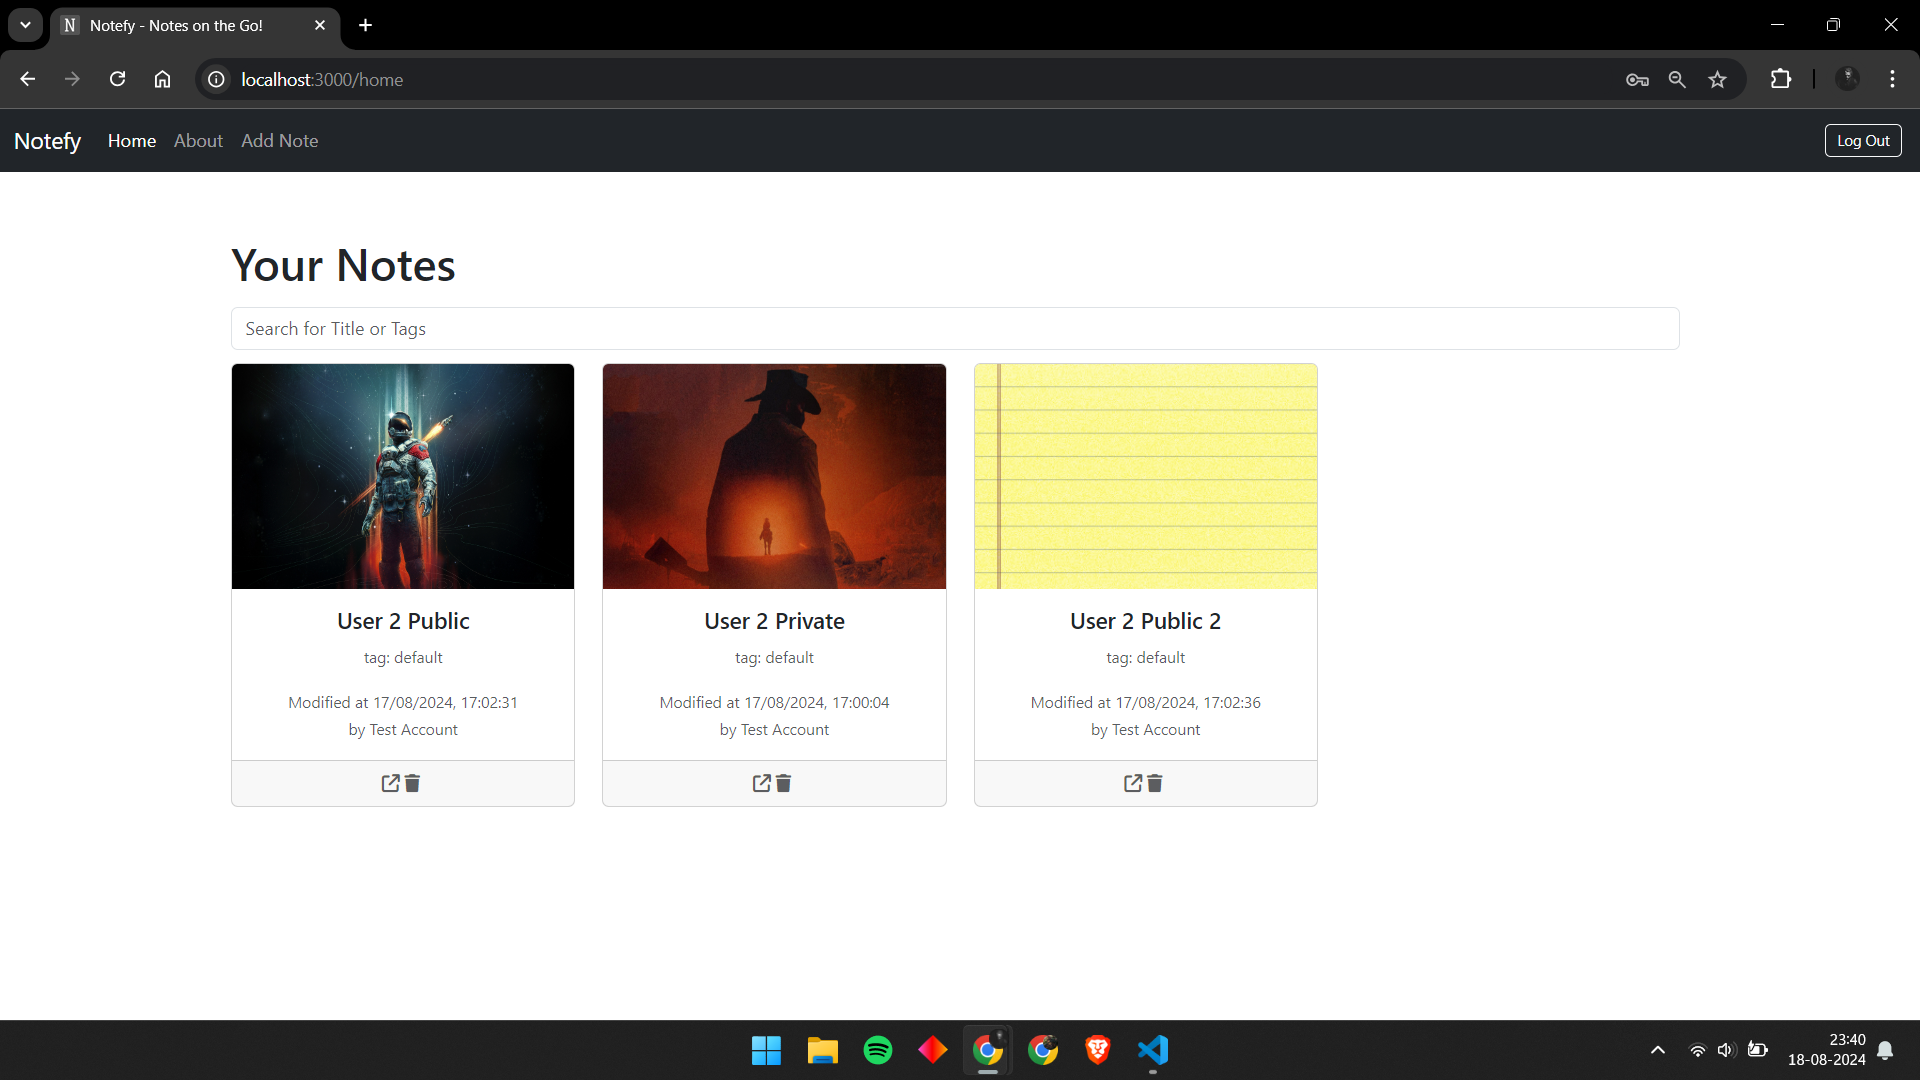 N Notefy - Notes on the Go!
localhost:3000/home
Notefy Home About Add Note Log Out
Your Notes
Search for Title or Tags
User 2 Public
tag: default
Modified at 17/08/2024, 17:02:31
by Test Account
User 2 Private
tag: default
Modified at 17/08/2024, 17:00:04
by Test Account
User 2 Public 2
tag: default
Modified at 17/08/2024, 17:02:36
by Test Account
23:40
18-08-2024